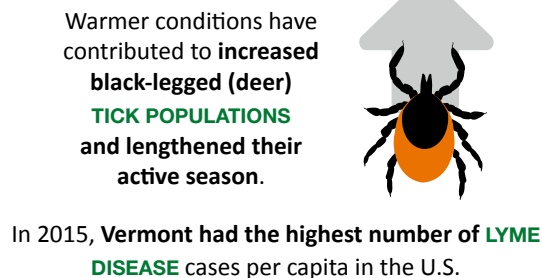 Warmer conditions have
contributed to increased
black-legged (deer)
TICK POPULATIONS
and lengthened their
active season.
In 2015, Vermont had the highest number of LYME
DISEASE cases per capita in the U.S.